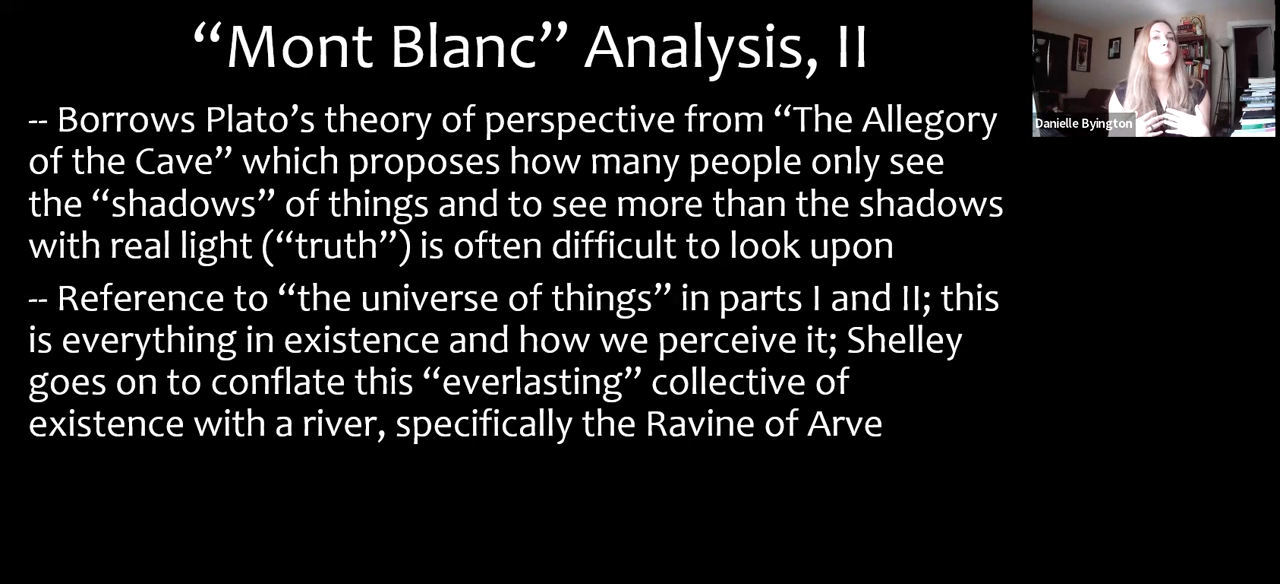 “Mont Blanc” Analysis, II
Danielle Byington
-- Borrows Plato’s theory of perspective from “The Allegory
of the Cave” which proposes how many people only see
the “shadows” of things and to see more than the shadows
with real light (“truth”) is often difficult to look upon
-- Reference to “the universe of things” in parts I and II; this
is everything in existence and how we perceive it; Shelley
goes on to conflate this “everlasting” collective of
existence with a river, specifically the Ravine of Arve